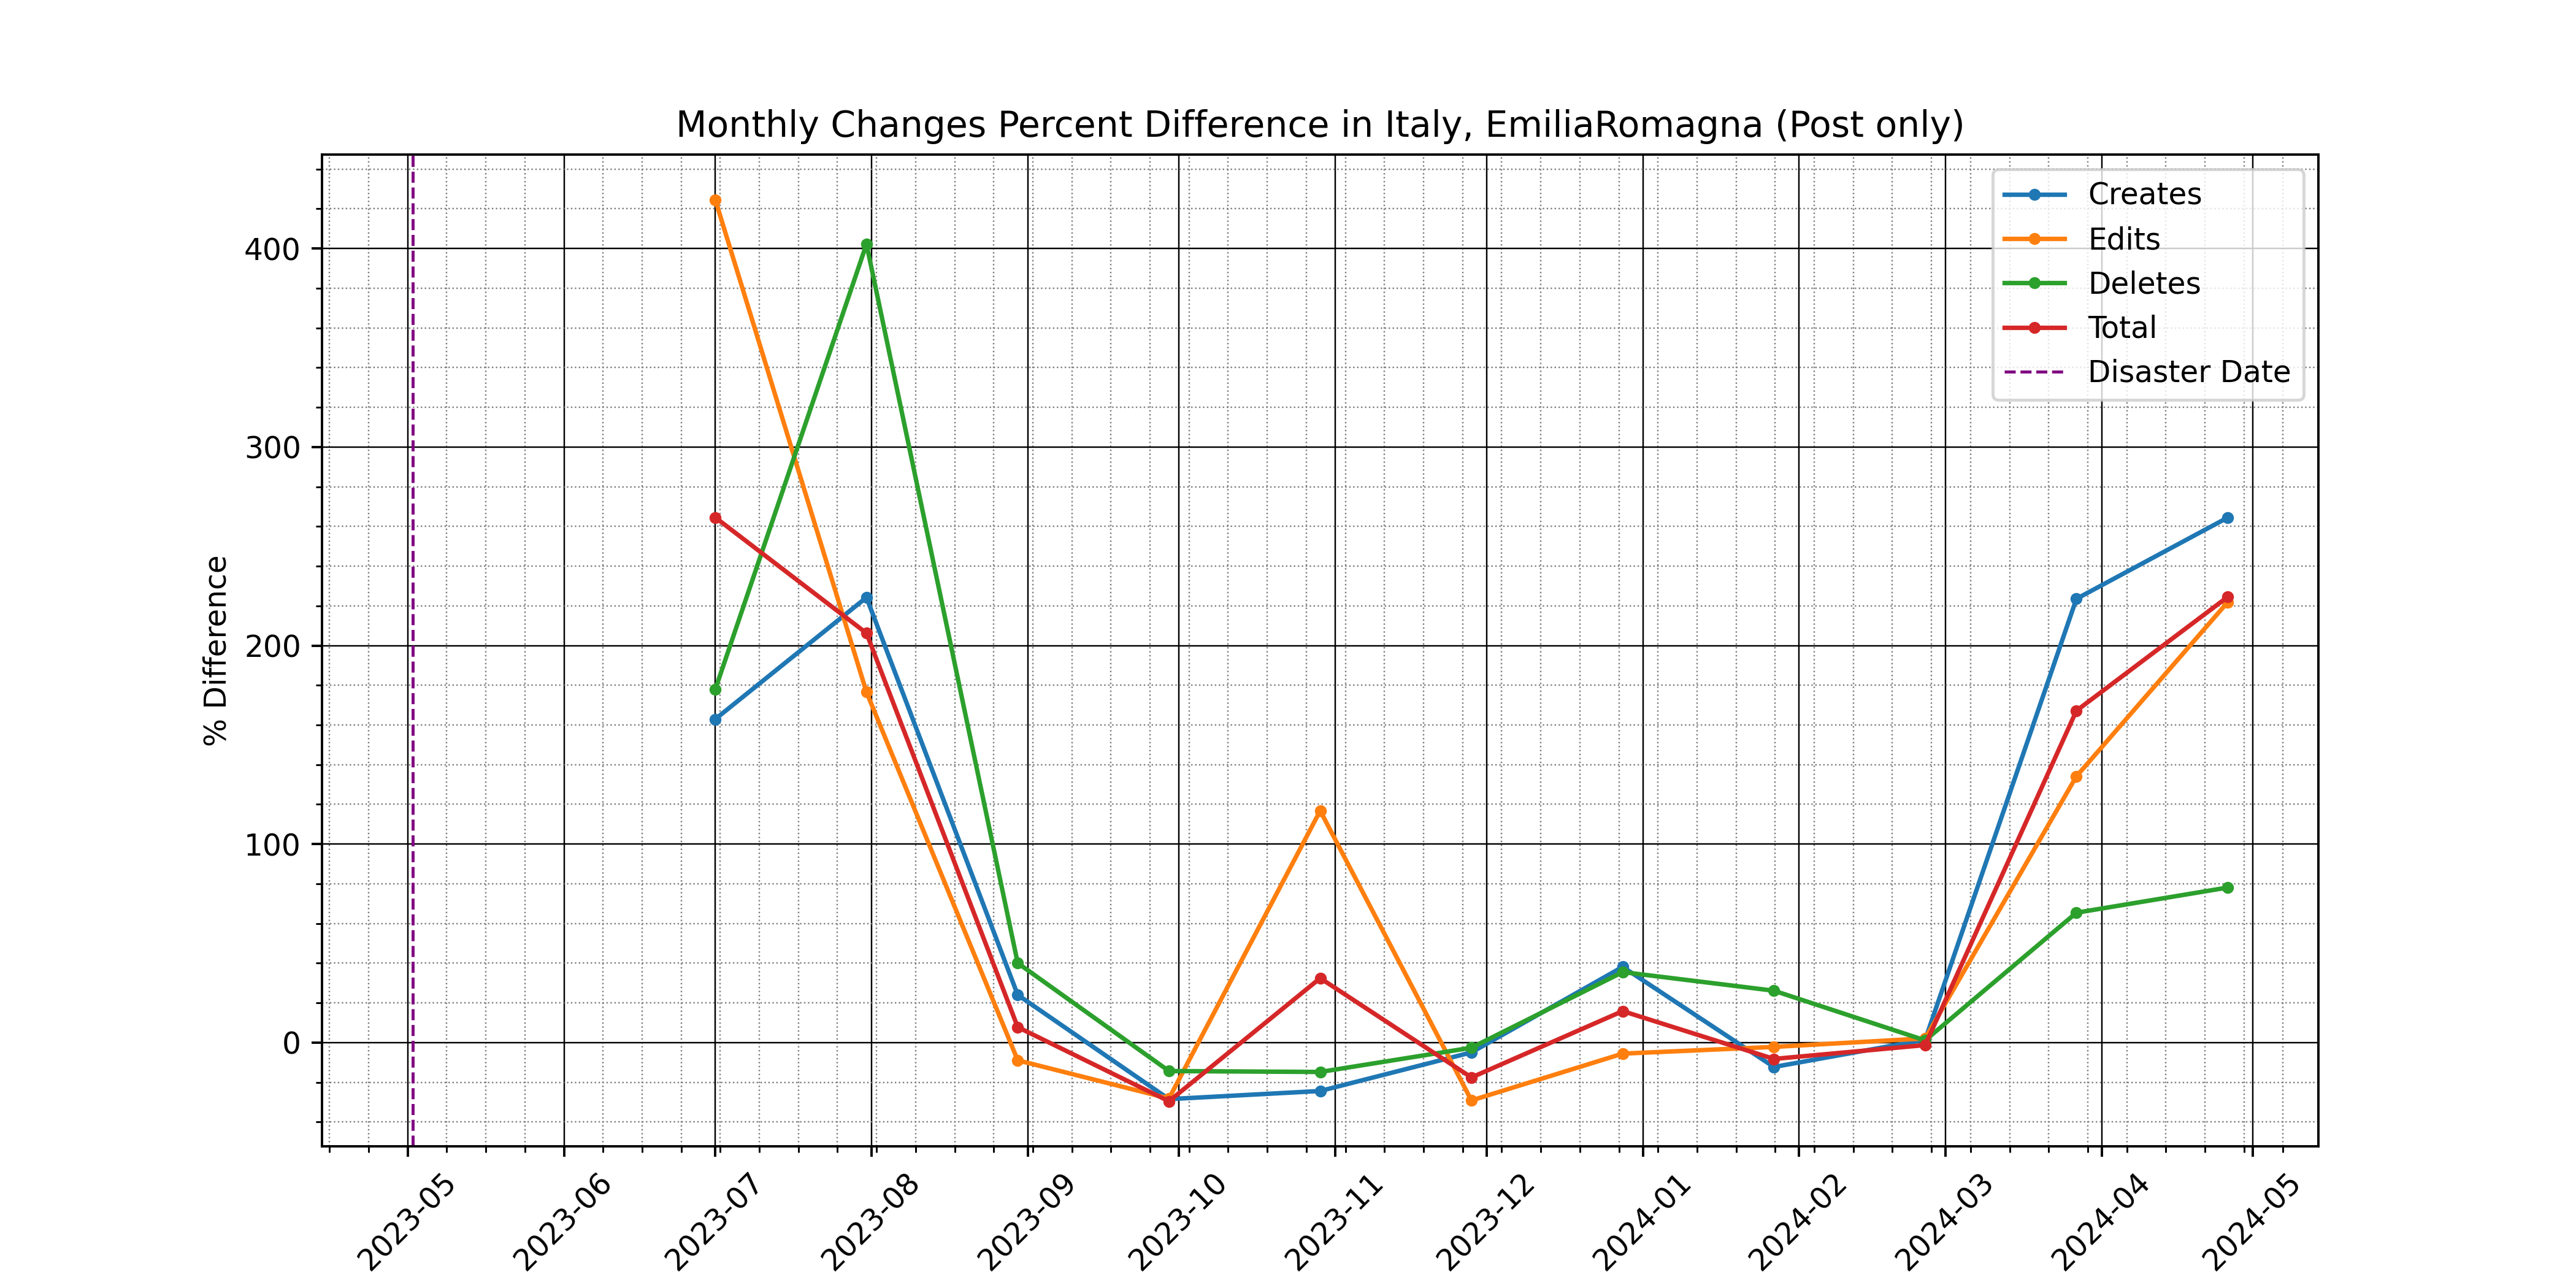 Monthly Changes Percent Difference in Italy, EmiliaRomagna (Post only)
Creates
Edits
Deletes
Total
Disaster Date
% Difference
400
300
200
100
0
2023-05
2023-06
2023-07
2023-08
2023-09
2023-10
2023-11
2023-12
2024-01
2024-02
2024-03
2024-04
2024-05